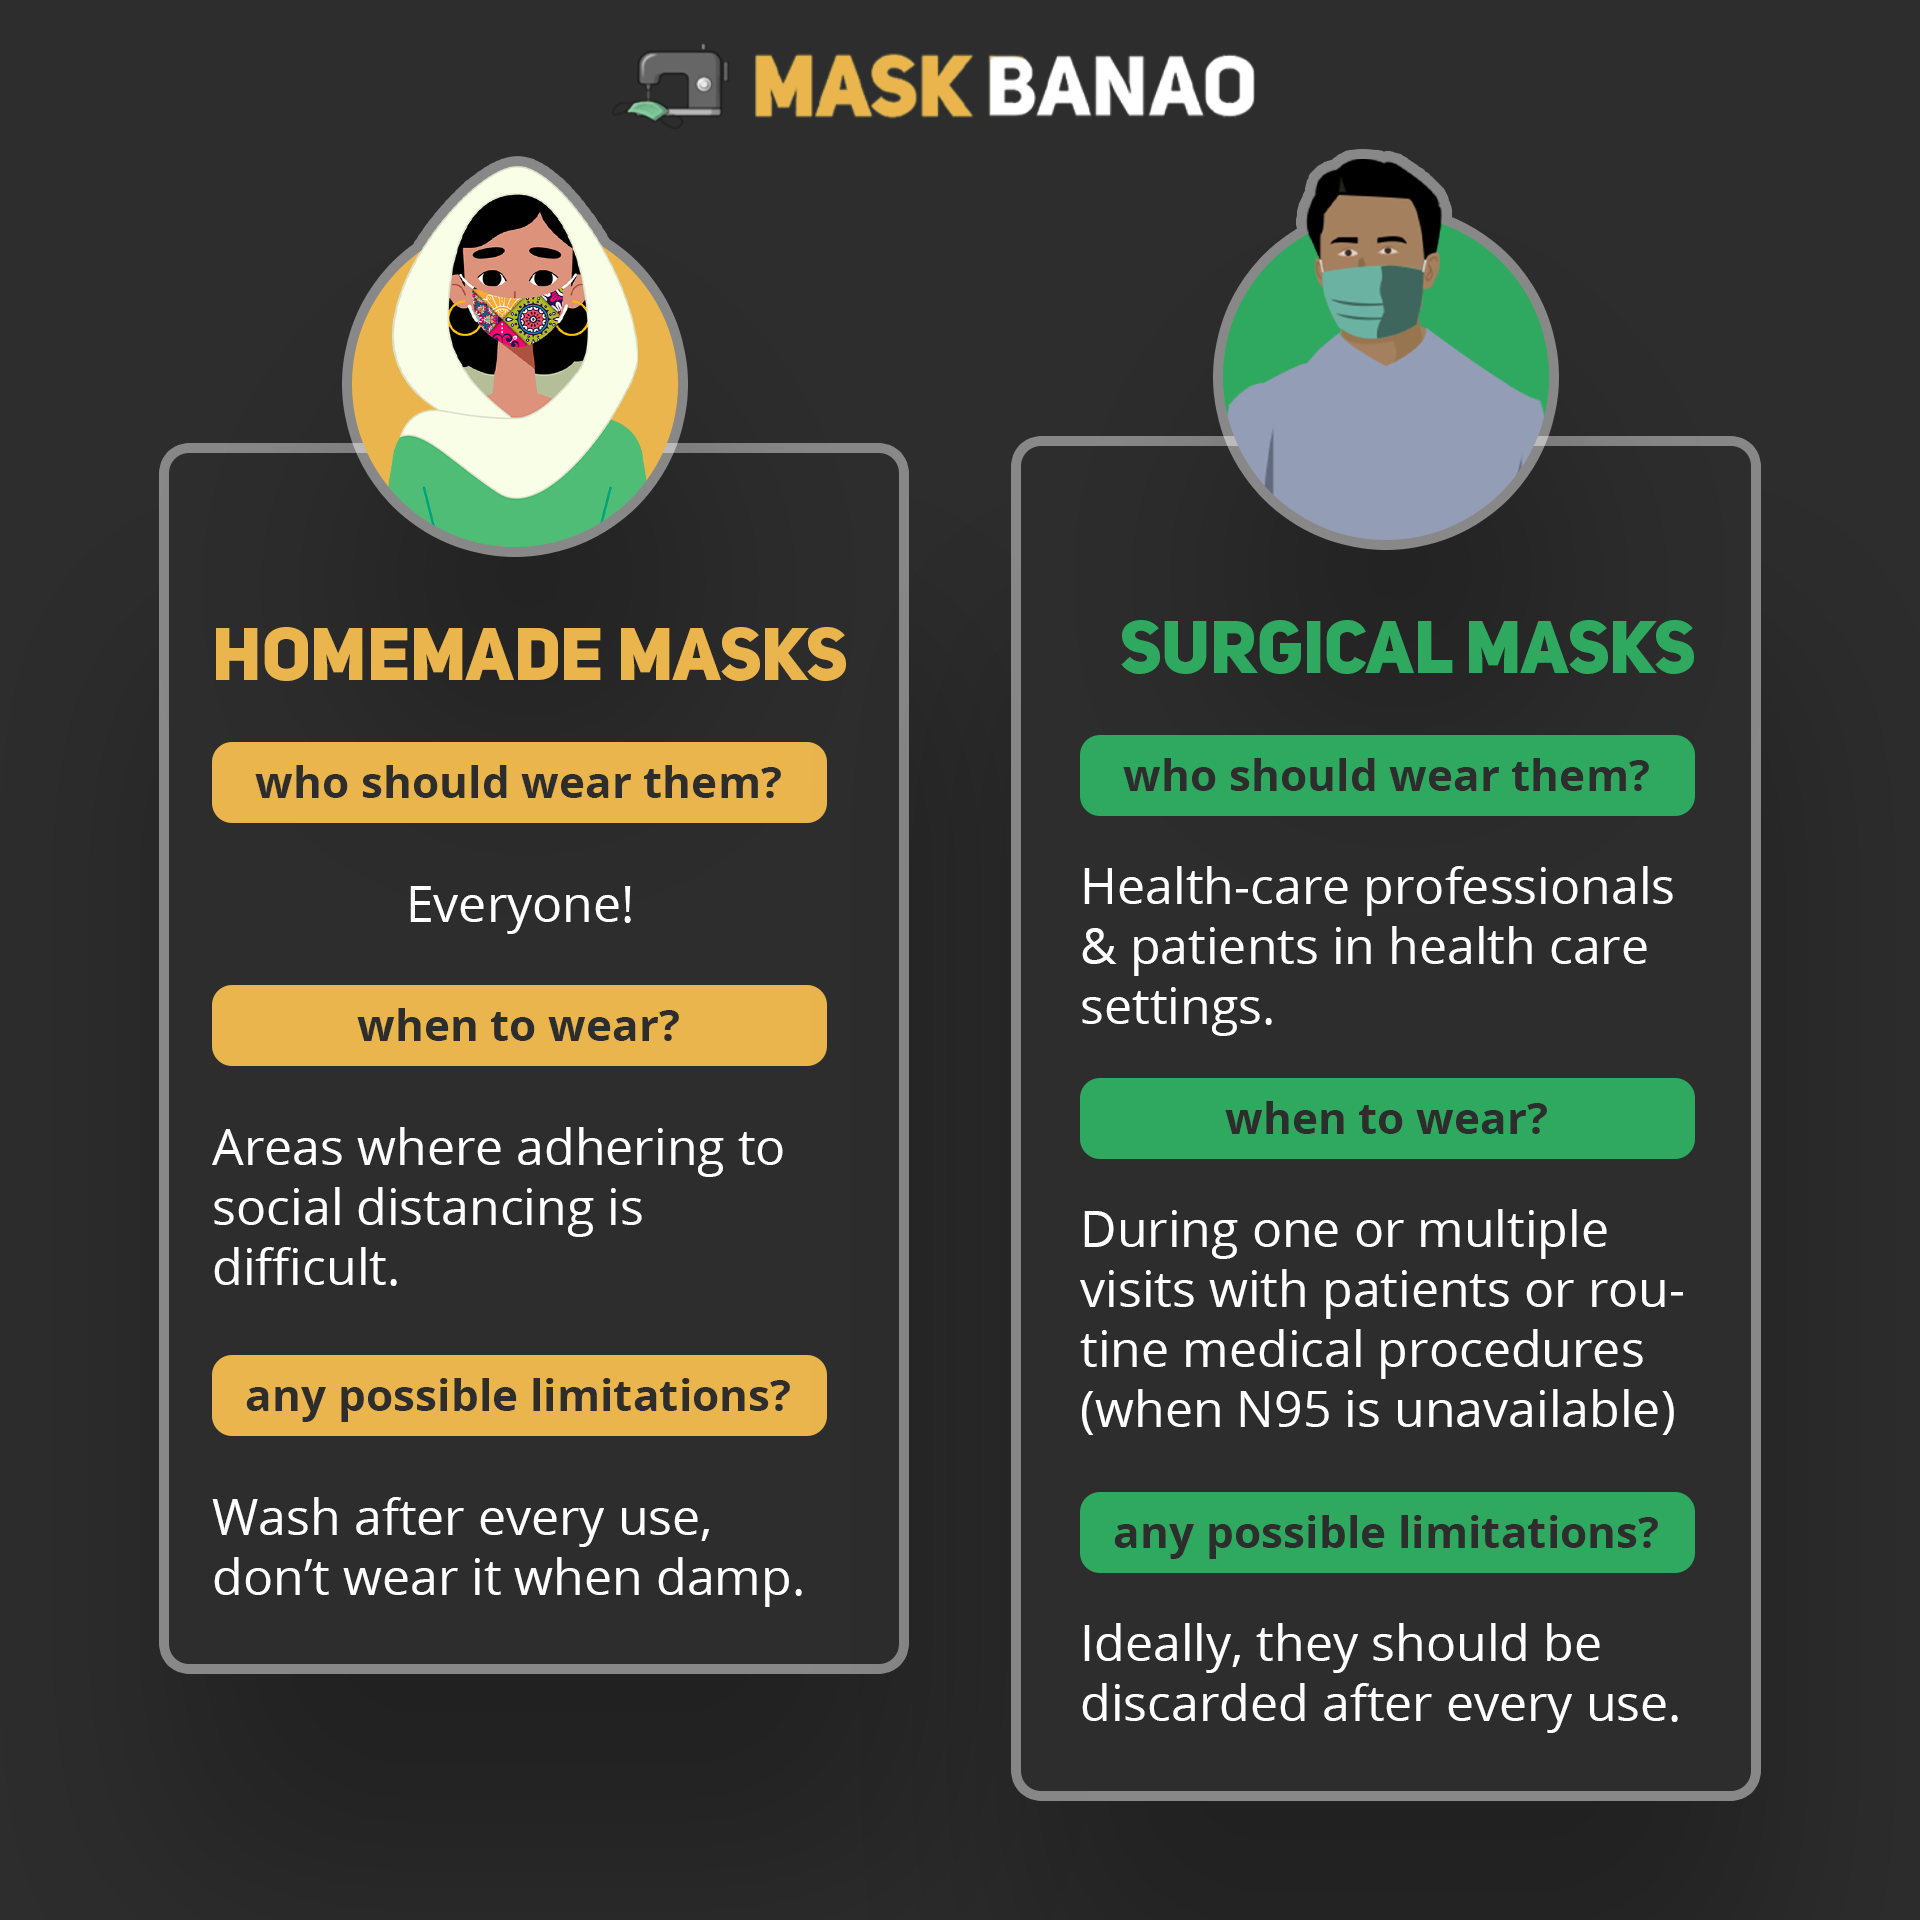 MASK BANAO
HOMEMADE MASKS
who should wear them?
Everyone!
when to wear?
Areas where adhering to
social distancing is
difficult.
any possible limitations?
Wash after every use,
don’t wear it when damp.
SURGICAL MASKS
who should wear them?
Health-care professionals
& patients in health care
settings.
when to wear?
During one or multiple
visits with patients or rou-
tine medical procedures
(when N95 is unavailable)
any possible limitations?
Ideally, they should be
discarded after every use.